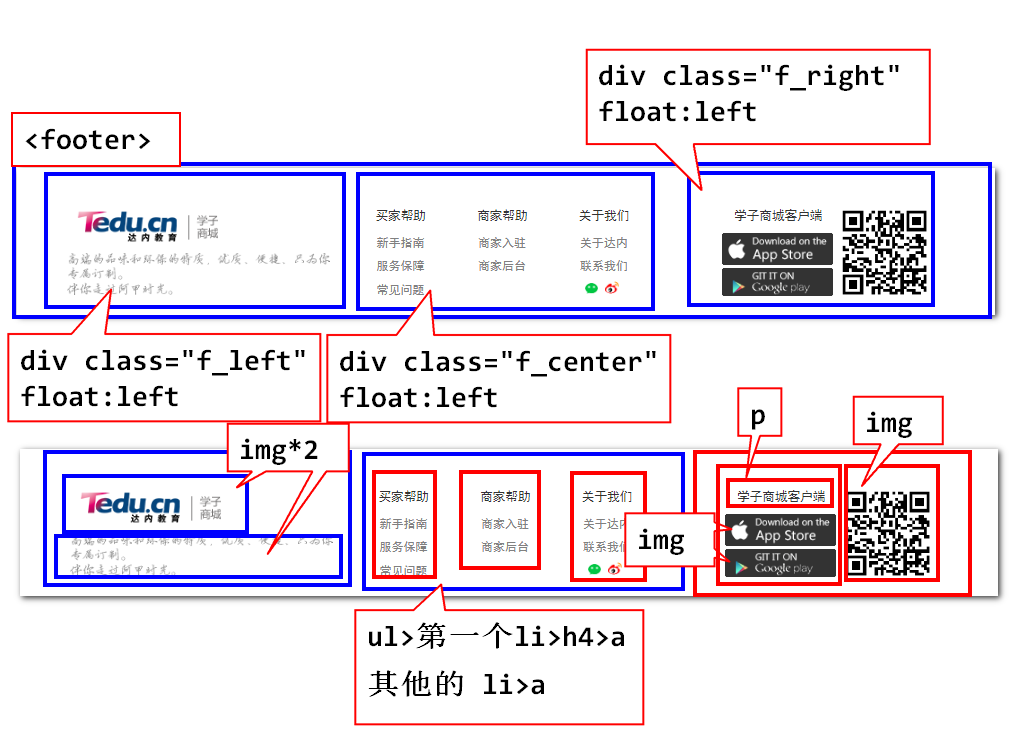 div class="f_right"
float:left
<footer>
Tedu.cn 学子
达内教育 商城
高端的品味和环保的特质、优质、便捷、只为你
专属订制。
伴你走过阿甲时光。
买家帮助 商家帮助 关于我们
新手指南 商家入驻 关于达内
服务保障 商家后台 联系我们
常见问题
学子商城客户端
Download on the
App Store
GIT IT ON
Google play
div class="f_left"
float:left
div class="f_center"
float:left
img*2
p
img
Tedu.cn 学子
达内教育 商城
高端的品味和环保的特质、优质、便捷、只为你
专属订制。
伴你走过阿甲时光。
买家帮助 商家帮助 关于我们
新手指南 商家入驻 关于达内
服务保障 商家后台 联系我们
常见问题
img
学子商城客户端
Download on the
App Store
GIT IT ON
Google play
ul>第一个li>h4>a
其他的 li>a